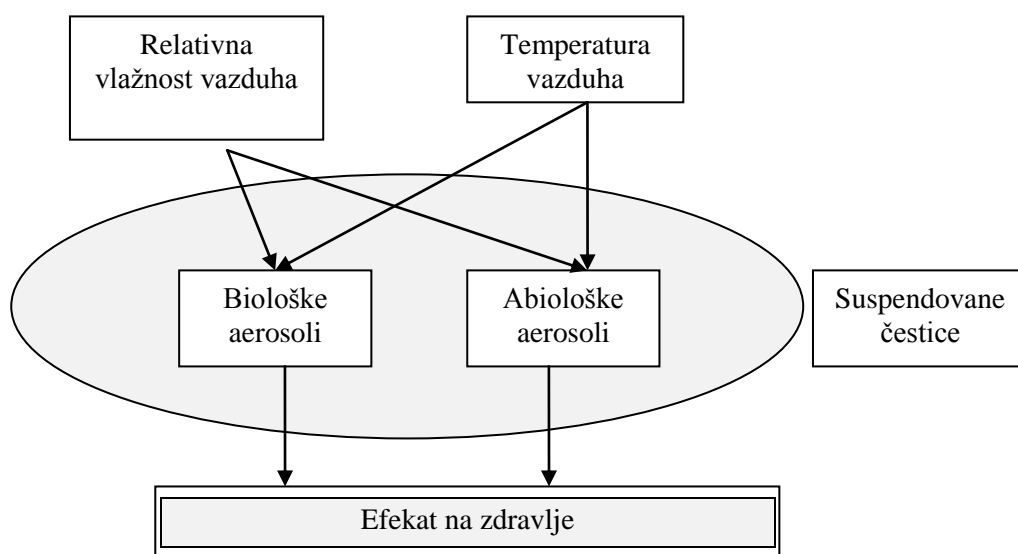 Relativna
vlažnost vazduha
Temperatura
vazduha
Biološke
aerosoli
Abiološke
aerosoli
Suspendovane
čestice
Efekat na zdravlje